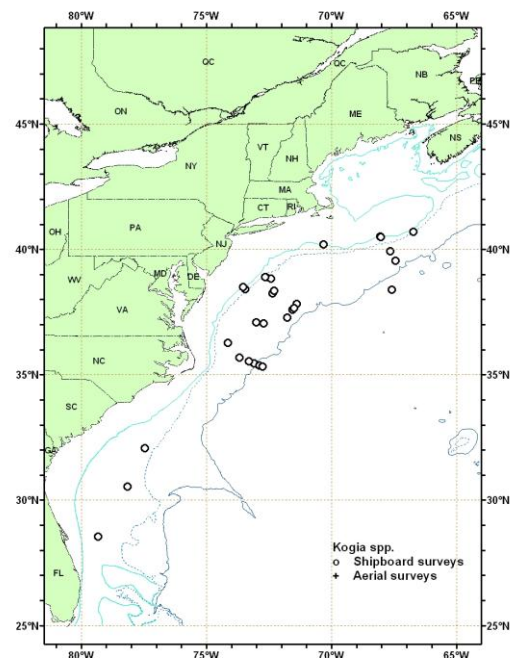 80°W 75°W 70°W 65°W
QC QC NB PE
ON ME
45°N 45°N
NS
VT
NH
NY
MA
CT RI
40°N 40°N
OH PA
NJ
MD
WV DE
VA
NC
35°N 35°N
SC
GA
30°N 30°N
Kogia spp.
Shipboard surveys
FL Aerial surveys
25°N 25°N
80°W 75°W 70°W 65°W